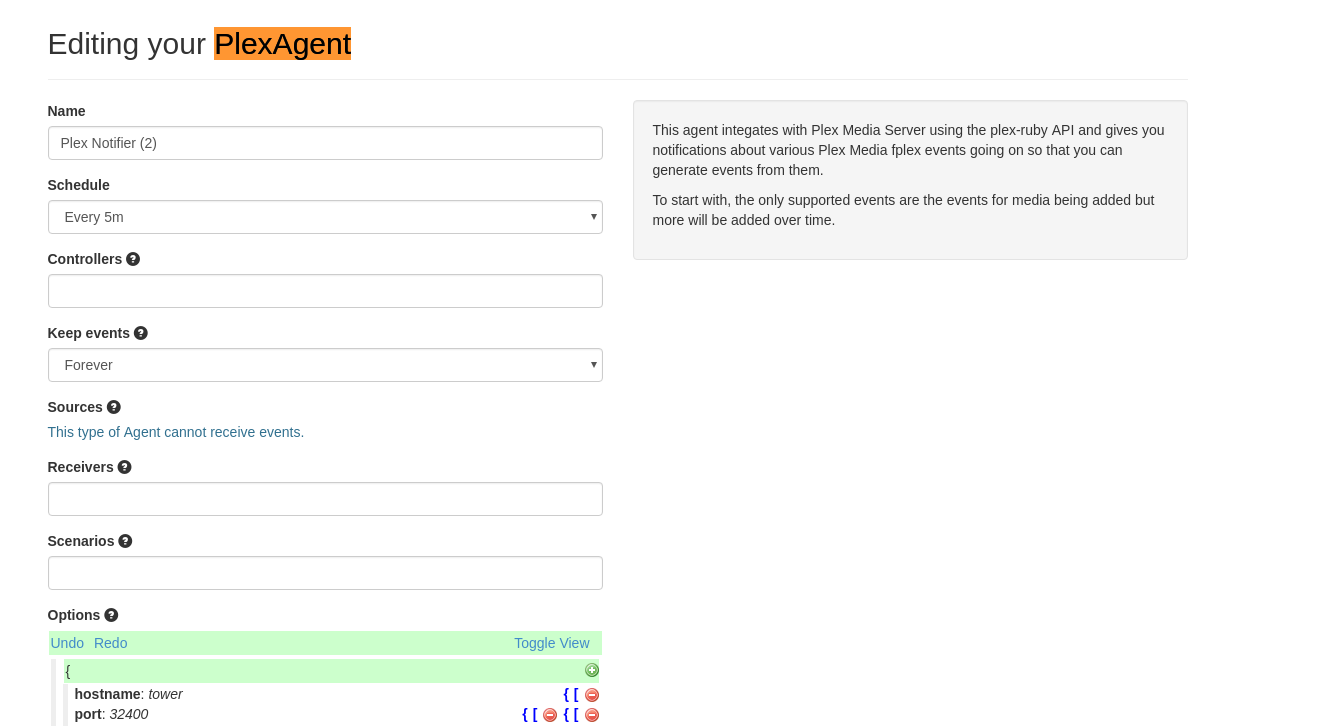 Editing your PlexAgent
Name
Plex Notifier (2)
Schedule
Every 5m
Controllers
Keep events
Forever
Sources
This type of Agent cannot receive events.
Receivers
Scenarios
Options
Undo Redo Toggle View
{
hostname: tower { [
port: 32400 { [ { [
This agent integates with Plex Media Server using the plex-ruby API and gives you
notifications about various Plex Media fplex events going on so that you can
generate events from them.
To start with, the only supported events are the events for media being added but
more will be added over time.